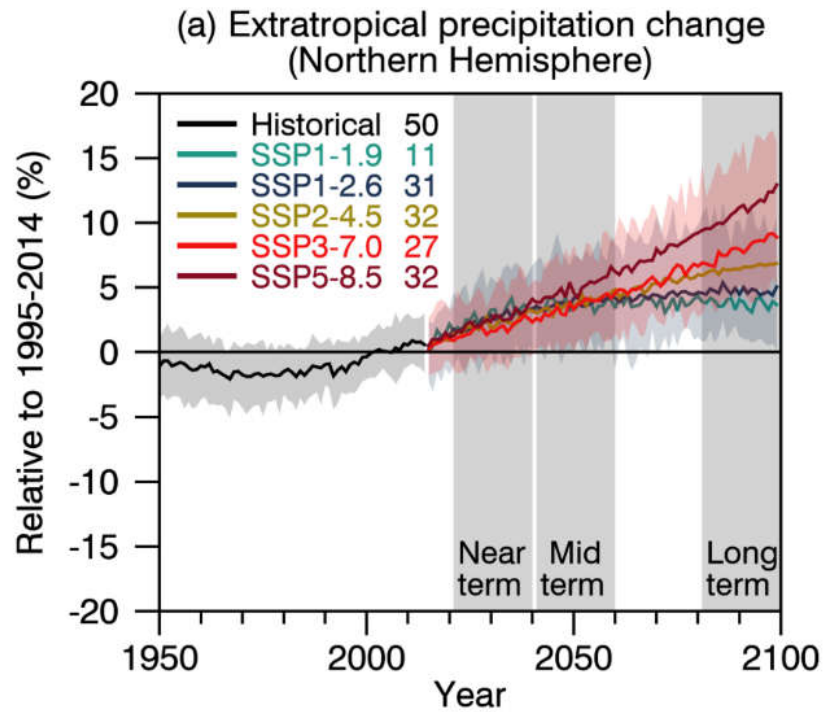 (a) Extratropical precipitation change
(Northern Hemisphere)
20
15
10
5
0
-5
-10
-15
-20
Relative to 1995-2014 (%)
Historical 50
SSP1-1.9 11
SSP1-2.6 31
SSP2-4.5 32
SSP3-7.0 27
SSP5-8.5 32
Near term
Mid term
Long term
1950 2000 2050 2100
Year